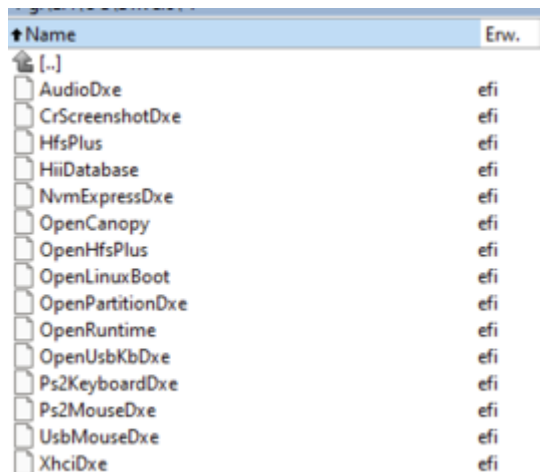 Name Erw.
[..]
AudioDxe efi
CrScreenshotDxe efi
HfsPlus efi
HiiDatabase efi
NvmExpressDxe efi
OpenCanopy efi
OpenHfsPlus efi
OpenLinuxBoot efi
OpenPartitionDxe efi
OpenRuntime efi
OpenUsbKbDxe efi
Ps2KeyboardDxe efi
Ps2MouseDxe efi
UsbMouseDxe efi
XhciDxe efi